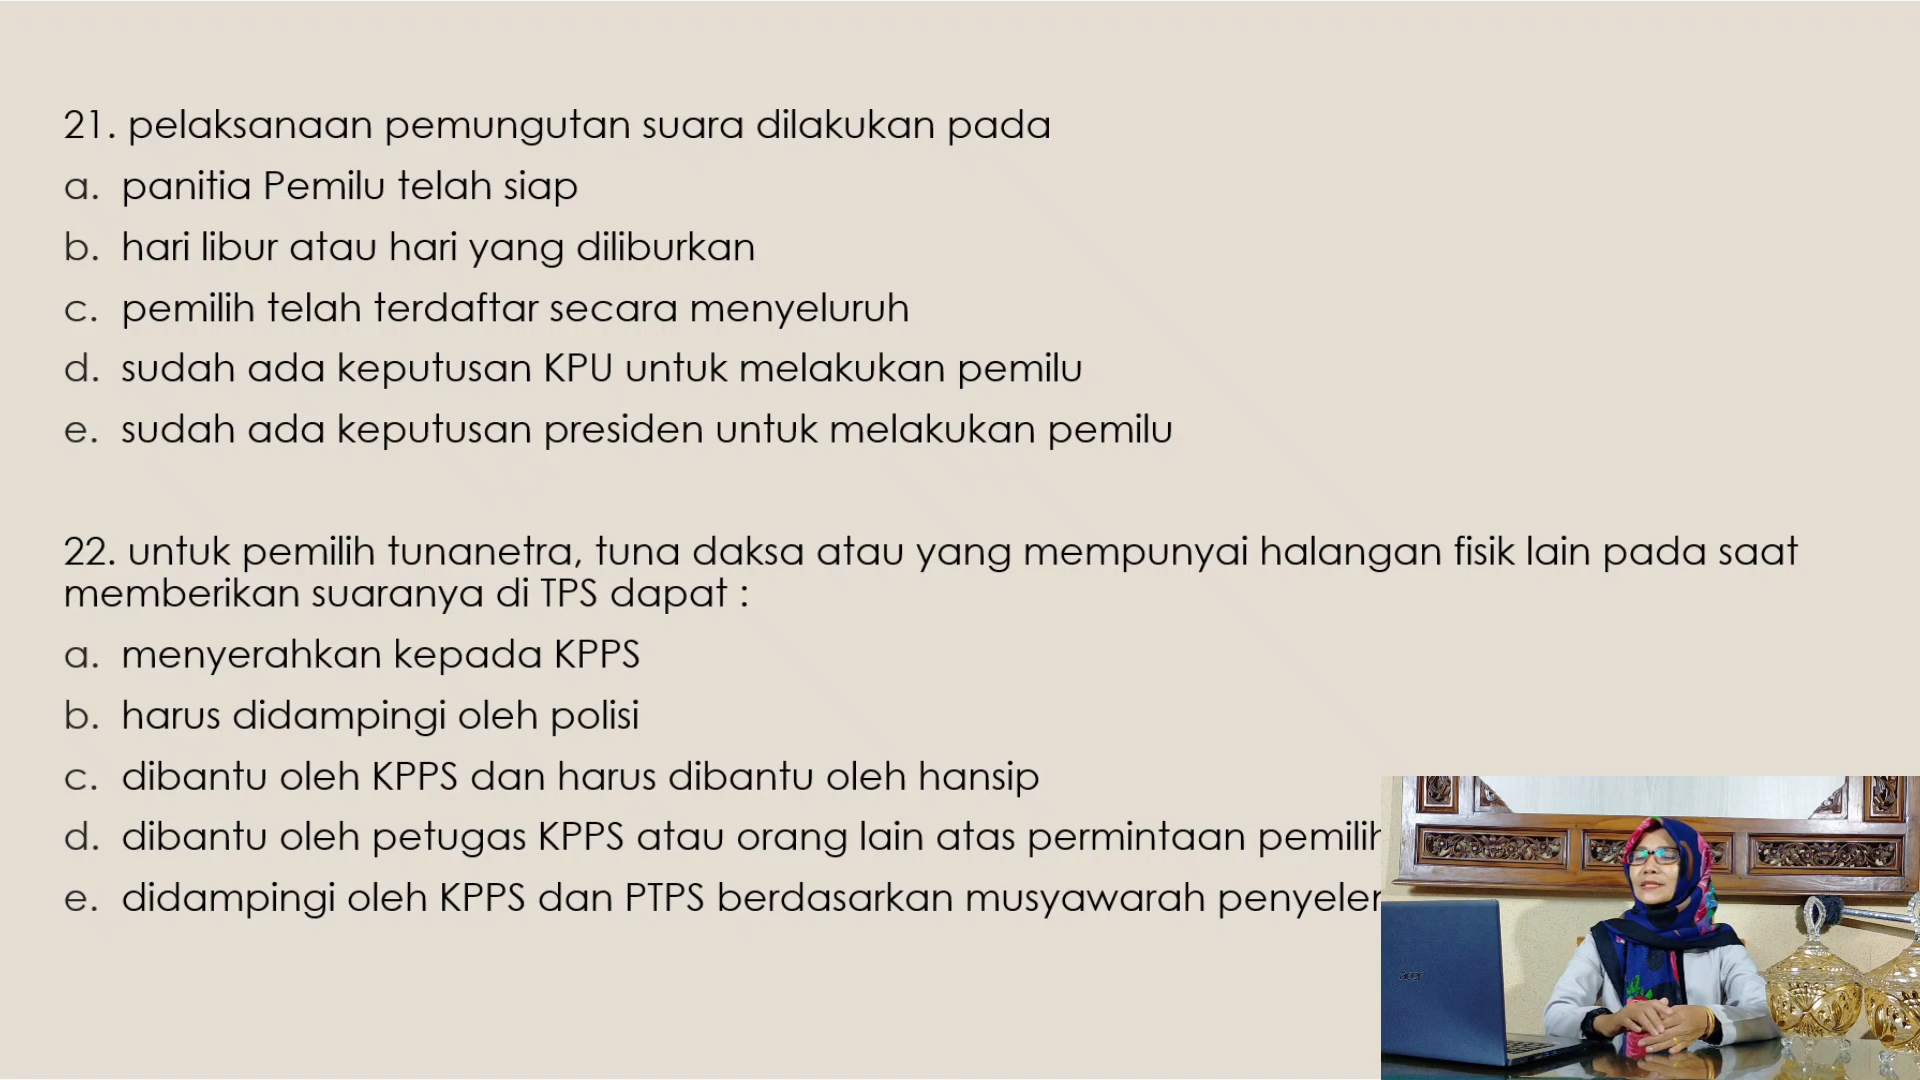 21. pelaksanaan pemungutan suara dilakukan pada
a. panitia Pemilu telah siap
b. hari libur atau hari yang diliburkan
c. pemilih telah terdaftar secara menyeluruh
d. sudah ada keputusan KPU untuk melakukan pemilu
e. sudah ada keputusan presiden untuk melakukan pemilu
22. untuk pemilih tunanetra, tuna daksa atau yang mempunyai halangan fisik lain pada saat
memberikan suaranya di TPS dapat :
a. menyerahkan kepada KPPS
b. harus didampingi oleh polisi
c. dibantu oleh KPPS dan harus dibantu oleh hansip
d. dibantu oleh petugas KPPS atau orang lain atas permintaan pemilih
e. didampingi oleh KPPS dan PTPS berdasarkan musyawarah
acer